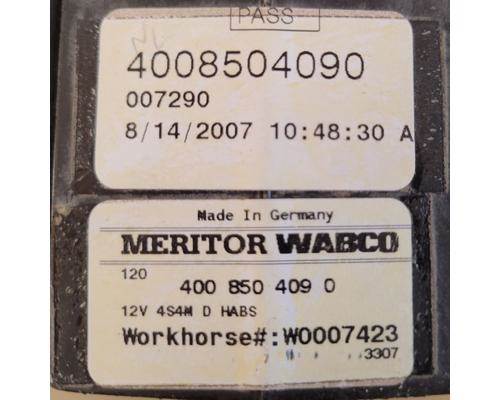 PASS
4008504090
007290
8/14/2007 10:48:30 A
Made In Germany
MERITOR WABCO
120
400 850 409 0
12V 4S4M D HABS
Workhorse#:W0007423
3307